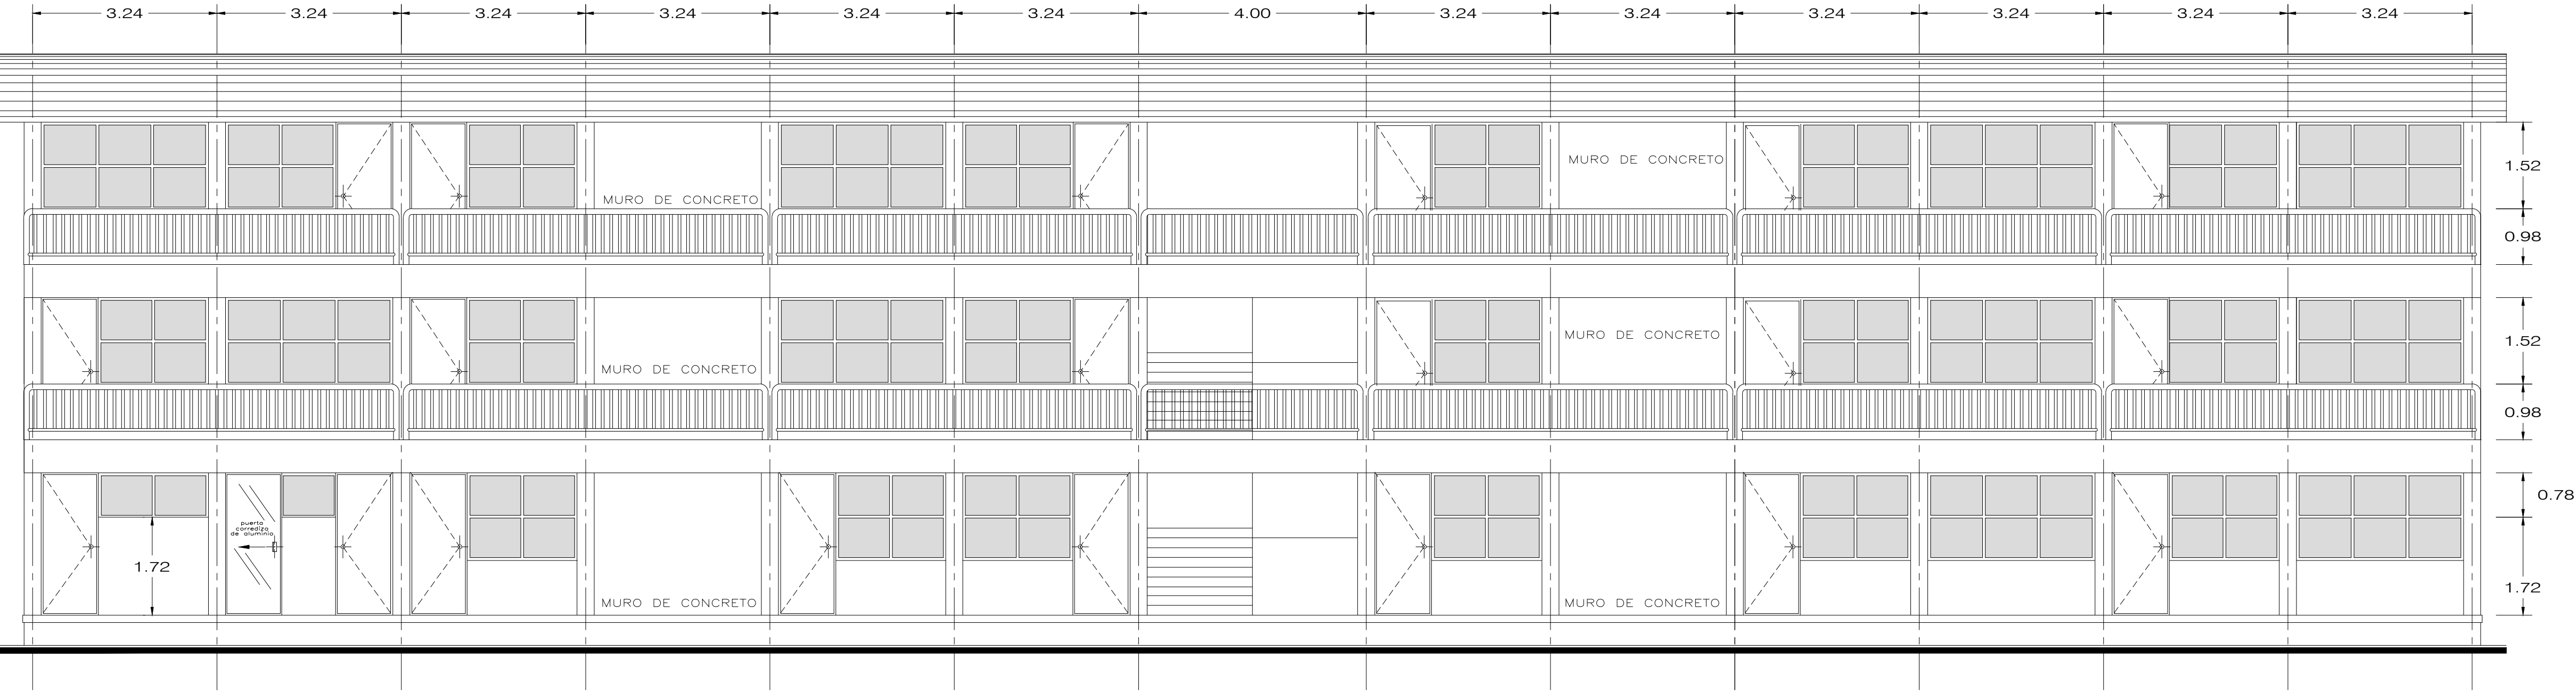 3.24 3.24 3.24 3.24 3.24 3.24 4.00 3.24 3.24 3.24 3.24 3.24 3.24
MURO DE CONCRETO
1.52
MURO DE CONCRETO
0.98
MURO DE CONCRETO
1.52
MURO DE CONCRETO
0.98
0.78
puerta
corrediza
de aluminio
1.72
1.72
MURO DE CONCRETO
MURO DE CONCRETO